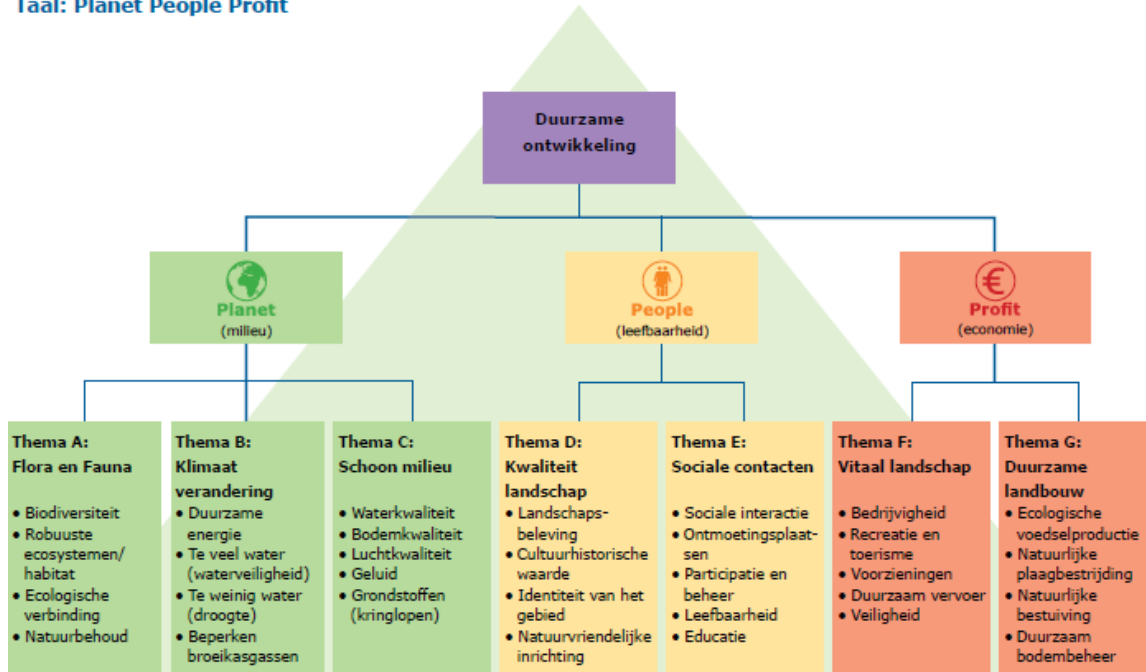 Taal: Planet People Profit
Duurzame
ontwikkeling
Planet
(milieu)
People
(leefbaarheid)
€
Profit
(economie)
Thema A:
Flora en Fauna
• Biodiversiteit
• Robuuste
ecosystemen/
habitat
• Ecologische
verbinding
• Natuurbehoud
Thema B:
Klimaat
verandering
• Duurzame
energie
• Te veel water
(waterveiligheid)
• Te weinig water
(droogte)
• Beperken
broeikasgassen
Thema C:
Schoon milieu
• Waterkwaliteit
• Bodemkwaliteit
• Luchtkwaliteit
• Geluid
• Grondstoffen
(kringlopen)
Thema D:
Kwaliteit
landschap
• Landschaps-
beleving
• Cultuurhistorische
waarde
• Identiteit van het
gebied
• Natuurvriendelijke
inrichting
Thema E:
Sociale contacten
• Sociale interactie
• Ontmoetingsplaat-
sen
• Participatie en
beheer
• Leefbaarheid
• Educatie
Thema F:
Vitaal landschap
• Bedrijvigheid
• Recreatie en
toerisme
• Voorzieningen
• Duurzaam vervoer
• Veiligheid
Thema G:
Duurzame
landbouw
• Ecologische
voedselproductie
• Natuurlijke
plaagbestrijding
• Natuurlijke
bestuiving
• Duurzaam
bodembeheer